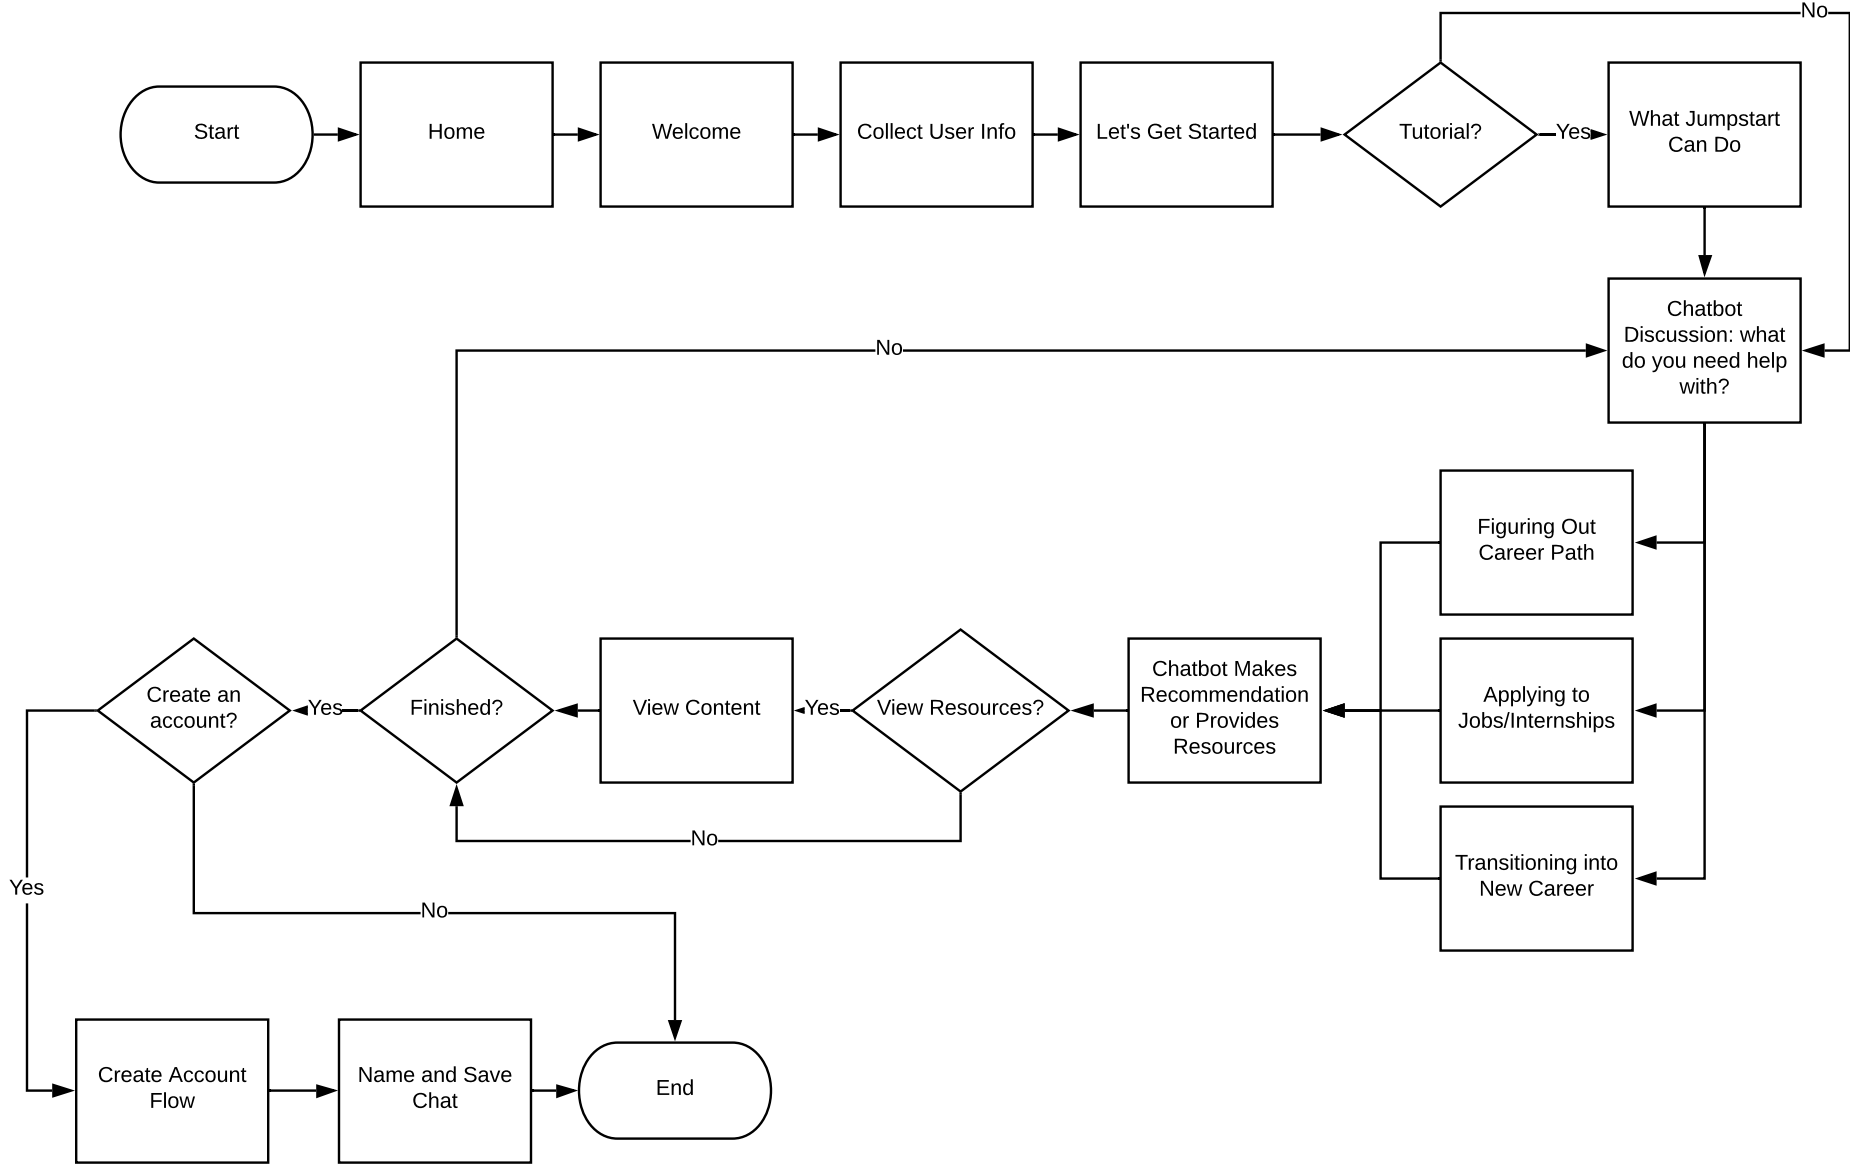 No
Start
Home
Welcome
Collect User Info
Let's Get Started
Tutorial?
Yes
What Jumpstart
Can Do
Chatbot
Discussion: what
do you need help
with?
No
Figuring Out
Career Path
Create an
account?
Yes
Finished?
View Content
Yes
View Resources?
Chatbot Makes
Recommendation
or Provides
Resources
Applying to
Jobs/Internships
No
Transitioning into
New Career
Yes
No
Create Account
Flow
Name and Save
Chat
End